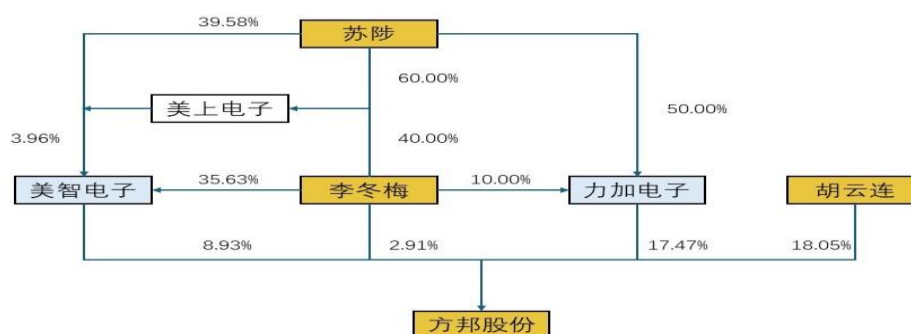 39.58%
苏陟
60.00%
美上电子
50.00%
3.96%
40.00%
美智电子
35.63%
李冬梅
10.00%
力加电子
胡云连
8.93%
2.91%
17.47%
18.05%
方邦股份